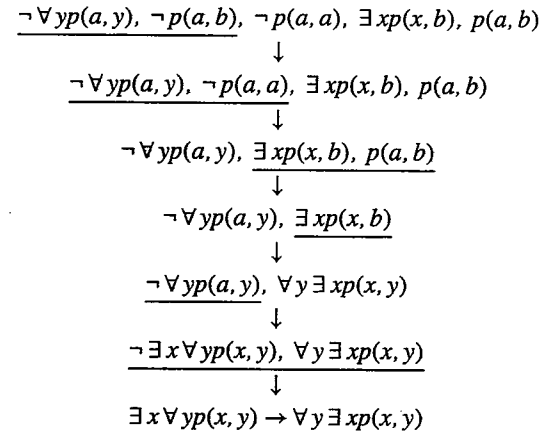 ¬∀yp(a, y), ¬p(a, b), ¬p(a, a), ∃xp(x, b), p(a, b)
↓
¬∀yp(a, y), ¬p(a, a), ∃xp(x, b), p(a, b)
↓
¬∀yp(a, y), ∃xp(x, b), p(a, b)
↓
¬∀yp(a, y), ∃xp(x, b)
↓
¬∀yp(a, y), ∀y∃xp(x, y)
↓
¬∃x∀yp(x, y), ∀y∃xp(x, y)
↓
∃x∀yp(x, y) → ∀y∃xp(x, y)